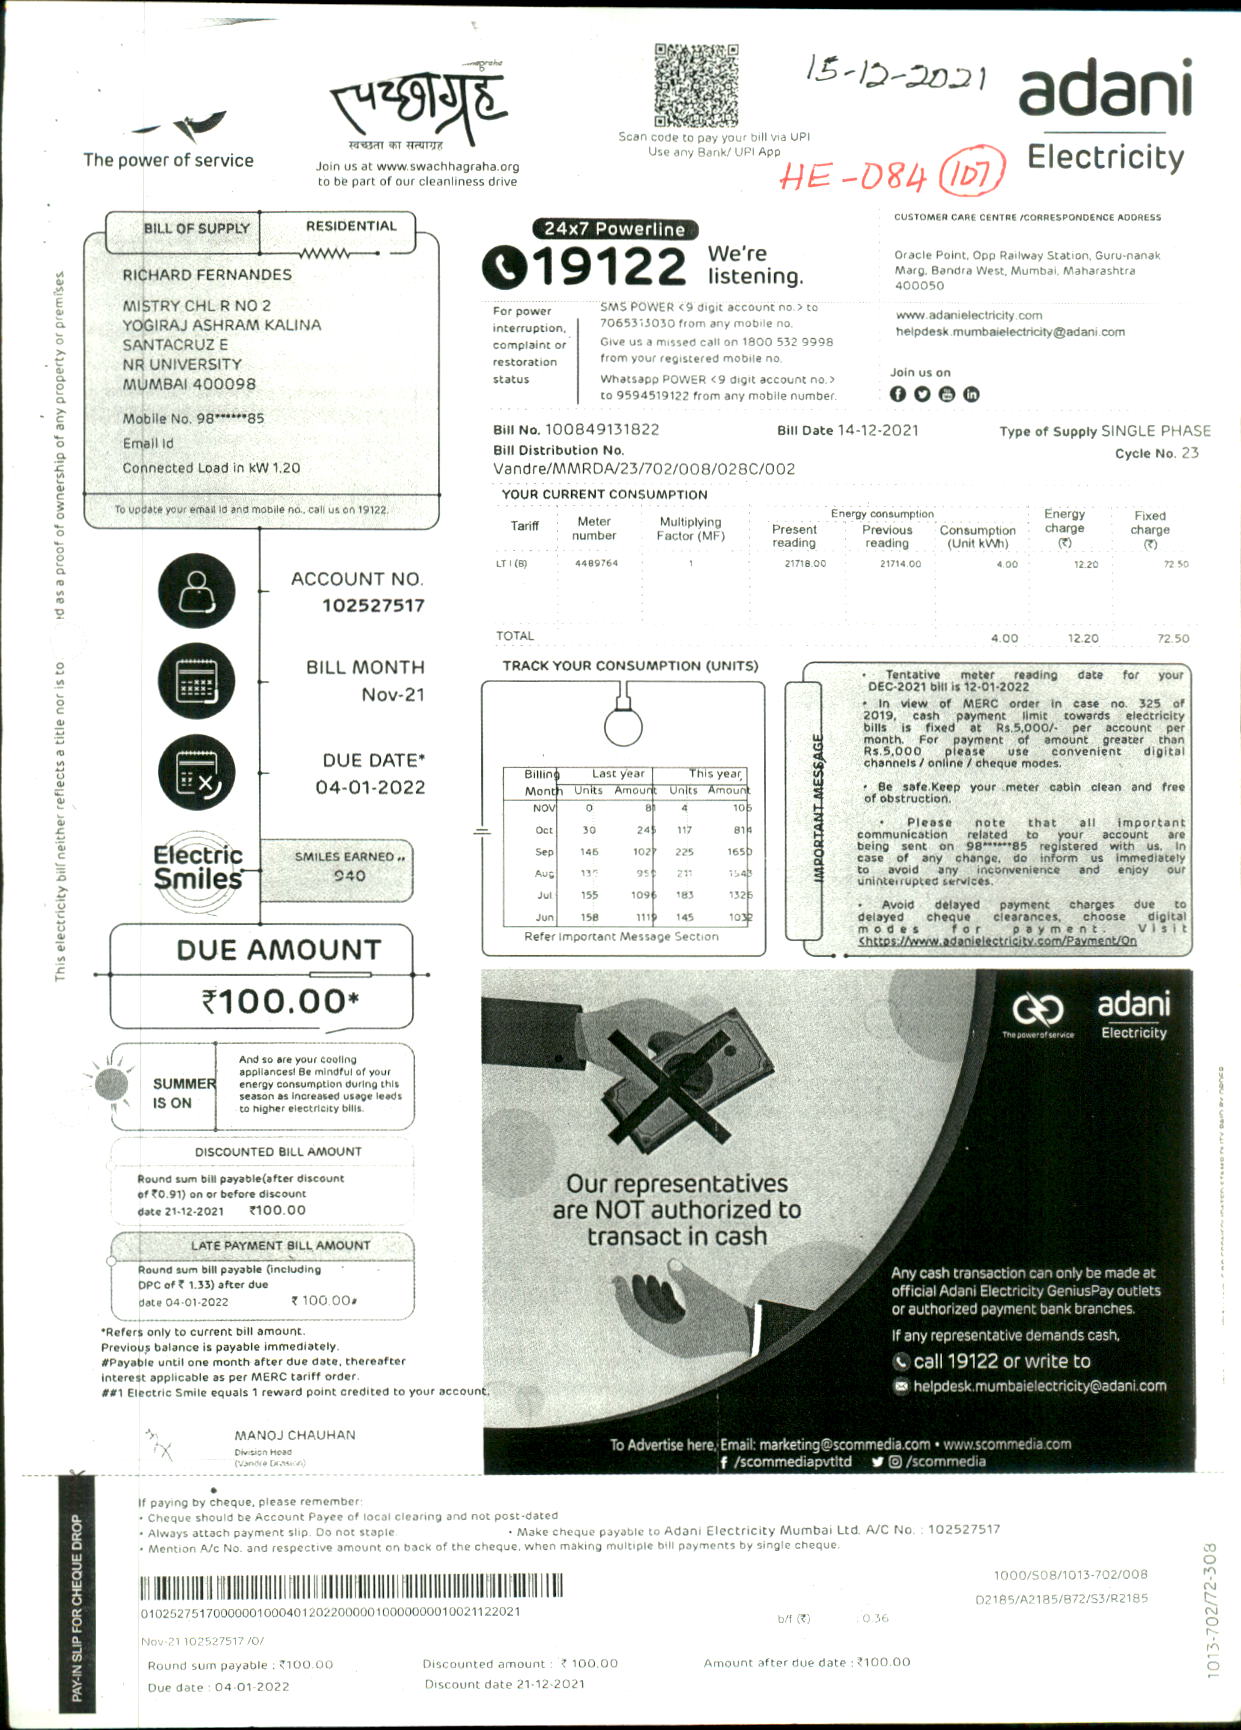 15-12-2021
adani
Electricity
HE-084 (107)
स्वच्छाग्रह
स्वच्छता का सत्याग्रह
Join us at www.swachhagraha.org
to be part of our cleanliness drive
The power of service
Scan code to pay your bill via UPI
Use any Bank/ UPI App
BILL OF SUPPLY
RESIDENTIAL
RICHARD FERNANDES
MISTRY CHL R NO 2
YOGIRAJ ASHRAM KALINA
SANTACRUZ E
NR UNIVERSITY
MUMBAI 400098
Mobile No. 98******85
Email Id
Connected Load in kW 1.20
To update your email id and mobile no., call us on 19122.
24x7 Powerline
19122 We're
listening.
For power
interruption,
complaint or
restoration
status
SMS POWER <9 digit account no.> to
7065313030 from any mobile no.
Give us a missed call on 1800 532 9998
from your registered mobile no.
Whatsapp POWER <9 digit account no.>
to 9594519122 from any mobile number.
CUSTOMER CARE CENTRE /CORRESPONDENCE ADDRESS
Oracle Point, Opp Railway Station, Guru-nanak
Marg, Bandra West, Mumbai, Maharashtra
400050
www.adanielectricity.com
helpdesk.mumbaielectricity@adani.com
Join us on
Bill No. 100849131822 Bill Date 14-12-2021 Type of Supply SINGLE PHASE
Bill Distribution No. Cycle No. 23
Vandre/MMRDA/23/702/008/028C/002
YOUR CURRENT CONSUMPTION
Tariff Meter number Multiplying Factor (MF) Energy consumption Present reading Previous reading Consumption (Unit kWh) Energy charge (₹) Fixed charge (₹)
LT I (B) 4489764 1 21718.00 21714.00 4.00 12.20 72.50
TOTAL 4.00 12.20 72.50
ACCOUNT NO.
102527517
BILL MONTH
Nov-21
DUE DATE*
04-01-2022
Electric
Smiles
SMILES EARNED
940
DUE AMOUNT
₹100.00*
TRACK YOUR CONSUMPTION (UNITS)
Billing Last year This year
Month Units Amount Units Amount
NOV 0 81 4 105
Oct 30 245 117 814
Sep 146 1027 225 1650
Aug 211 1543
Jul 155 1096 183 1326
Jun 158 1119 145 1032
Refer Important Message Section
IMPORTANT MESSAGE
• Tentative meter reading date for your
DEC-2021 bill is 12-01-2022
• In view of MERC order in case no. 325 of
2019, cash payment limit towards electricity
bills is fixed at Rs.5,000/- per account per
month. For payment of amount greater than
Rs.5,000 please use convenient digital
channels / online / cheque modes.
• Be safe.Keep your meter cabin clean and free
of obstruction.
• Please note that all important
communication related to your account are
being sent on 98******85 registered with us. In
case of any change, do inform us immediately
to avoid any inconvenience and enjoy our
uninterrupted services.
• Avoid delayed payment charges due to
delayed cheque clearances, choose digital
modes for payment. Visit
<https://www.adanielectricity.com/Payment/On
SUMMER
IS ON
And so are your cooling
appliances! Be mindful of your
energy consumption during this
season as increased usage leads
to higher electricity bills.
DISCOUNTED BILL AMOUNT
Round sum bill payable(after discount
of ₹0.91) on or before discount
date 21-12-2021 ₹100.00
LATE PAYMENT BILL AMOUNT
Round sum bill payable (including
DPC of ₹ 1.33) after due
date 04-01-2022 ₹ 100.00#
*Refers only to current bill amount.
Previous balance is payable immediately.
#Payable until one month after due date, thereafter
interest applicable as per MERC tariff order.
##1 Electric Smile equals 1 reward point credited to your account.
MANOJ CHAUHAN
Division Head
(Vandre Division)
The power of service
adani
Electricity
Our representatives
are NOT authorized to
transact in cash
Any cash transaction can only be made at
official Adani Electricity GeniusPay outlets
or authorized payment bank branches.
If any representative demands cash,
call 19122 or write to
helpdesk.mumbaielectricity@adani.com
To Advertise here, Email: marketing@scommedia.com • www.scommedia.com
/scommediapvtltd /scommedia
This electricity bill neither reflects a title nor is to
d as a proof of ownership of any property or premises.
PAY-IN SLIP FOR CHEQUE DROP
If paying by cheque, please remember:
• Cheque should be Account Payee of local clearing and not post-dated
• Always attach payment slip. Do not staple. • Make cheque payable to Adani Electricity Mumbai Ltd. A/C No. : 102527517
• Mention A/c No. and respective amount on back of the cheque, when making multiple bill payments by single cheque.
1000/S08/1013-702/008
D2185/A2185/B72/S3/R2185
b/f (₹) : 0.36
Nov-21 102527517 /0/
Round sum payable : ₹100.00 Discounted amount : ₹ 100.00 Amount after due date : ₹100.00
Due date : 04-01-2022 Discount date 21-12-2021
1013-702/72-308